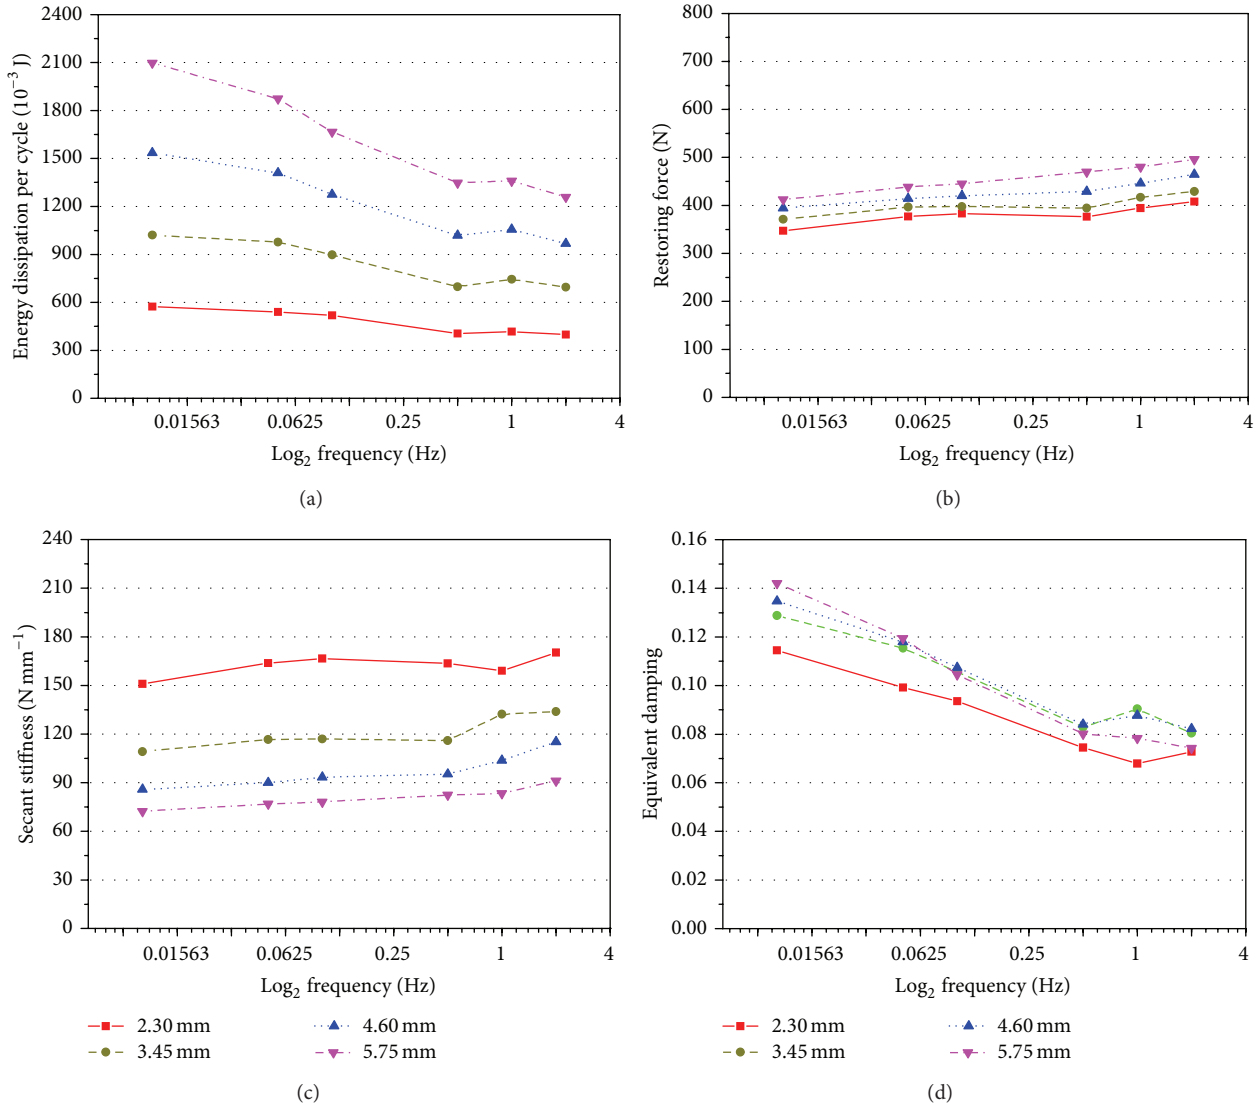 2400
2100
1800
1500
1200
900
600
300
0
Energy dissipation per cycle (10−3 J)
0.01563 0.0625 0.25 1 4
Log2 frequency (Hz)
(a)
800
700
600
500
400
300
200
100
0
Restoring force (N)
0.01563 0.0625 0.25 1 4
Log2 frequency (Hz)
(b)
240
210
180
150
120
90
60
30
0
Secant stiffness (N mm−1)
0.01563 0.0625 0.25 1 4
Log2 frequency (Hz)
2.30 mm 4.60 mm
3.45 mm 5.75 mm
(c)
0.16
0.14
0.12
0.10
0.08
0.06
0.04
0.02
0.00
Equivalent damping
0.01563 0.0625 0.25 1 4
Log2 frequency (Hz)
2.30 mm 4.60 mm
3.45 mm 5.75 mm
(d)